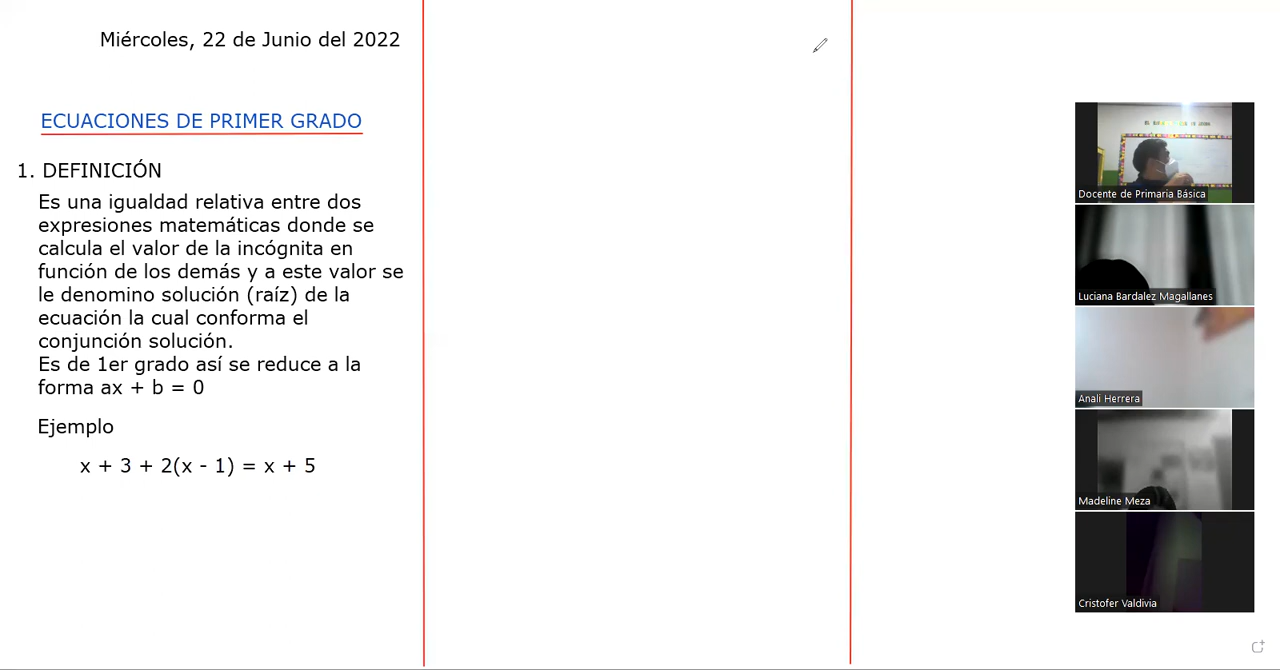 Miércoles, 22 de Junio del 2022
ECUACIONES DE PRIMER GRADO
1. DEFINICIÓN
Es una igualdad relativa entre dos
expresiones matemáticas donde se
calcula el valor de la incógnita en
función de los demás y a este valor se
le denomino solución (raíz) de la
ecuación la cual conforma el
conjunción solución.
Es de 1er grado así se reduce a la
forma ax + b = 0
Ejemplo
x + 3 + 2(x - 1) = x + 5
Docente de Primaria Básica
Luciana Bardalez Magallanes
Anali Herrera
Madeline Meza
Cristofer Valdivia